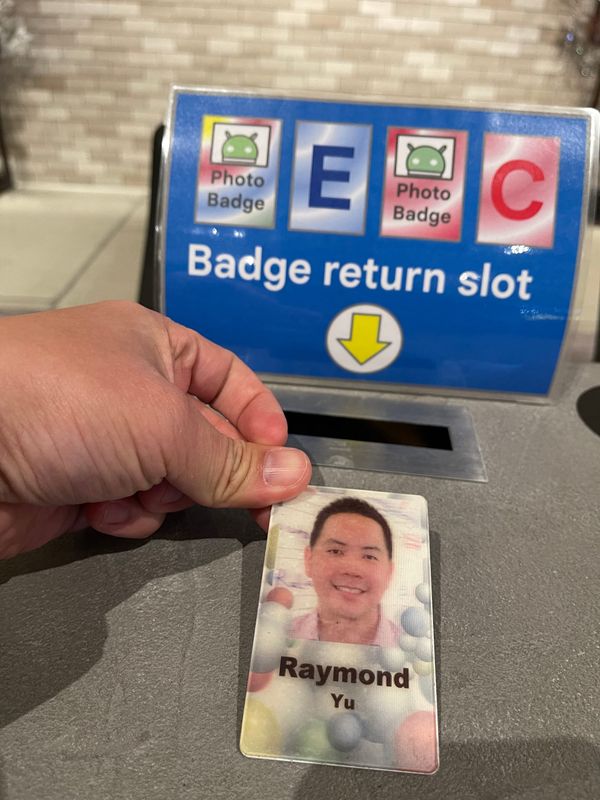 Photo
Badge
E
Photo
Badge
C
Badge return slot
Raymond
Yu